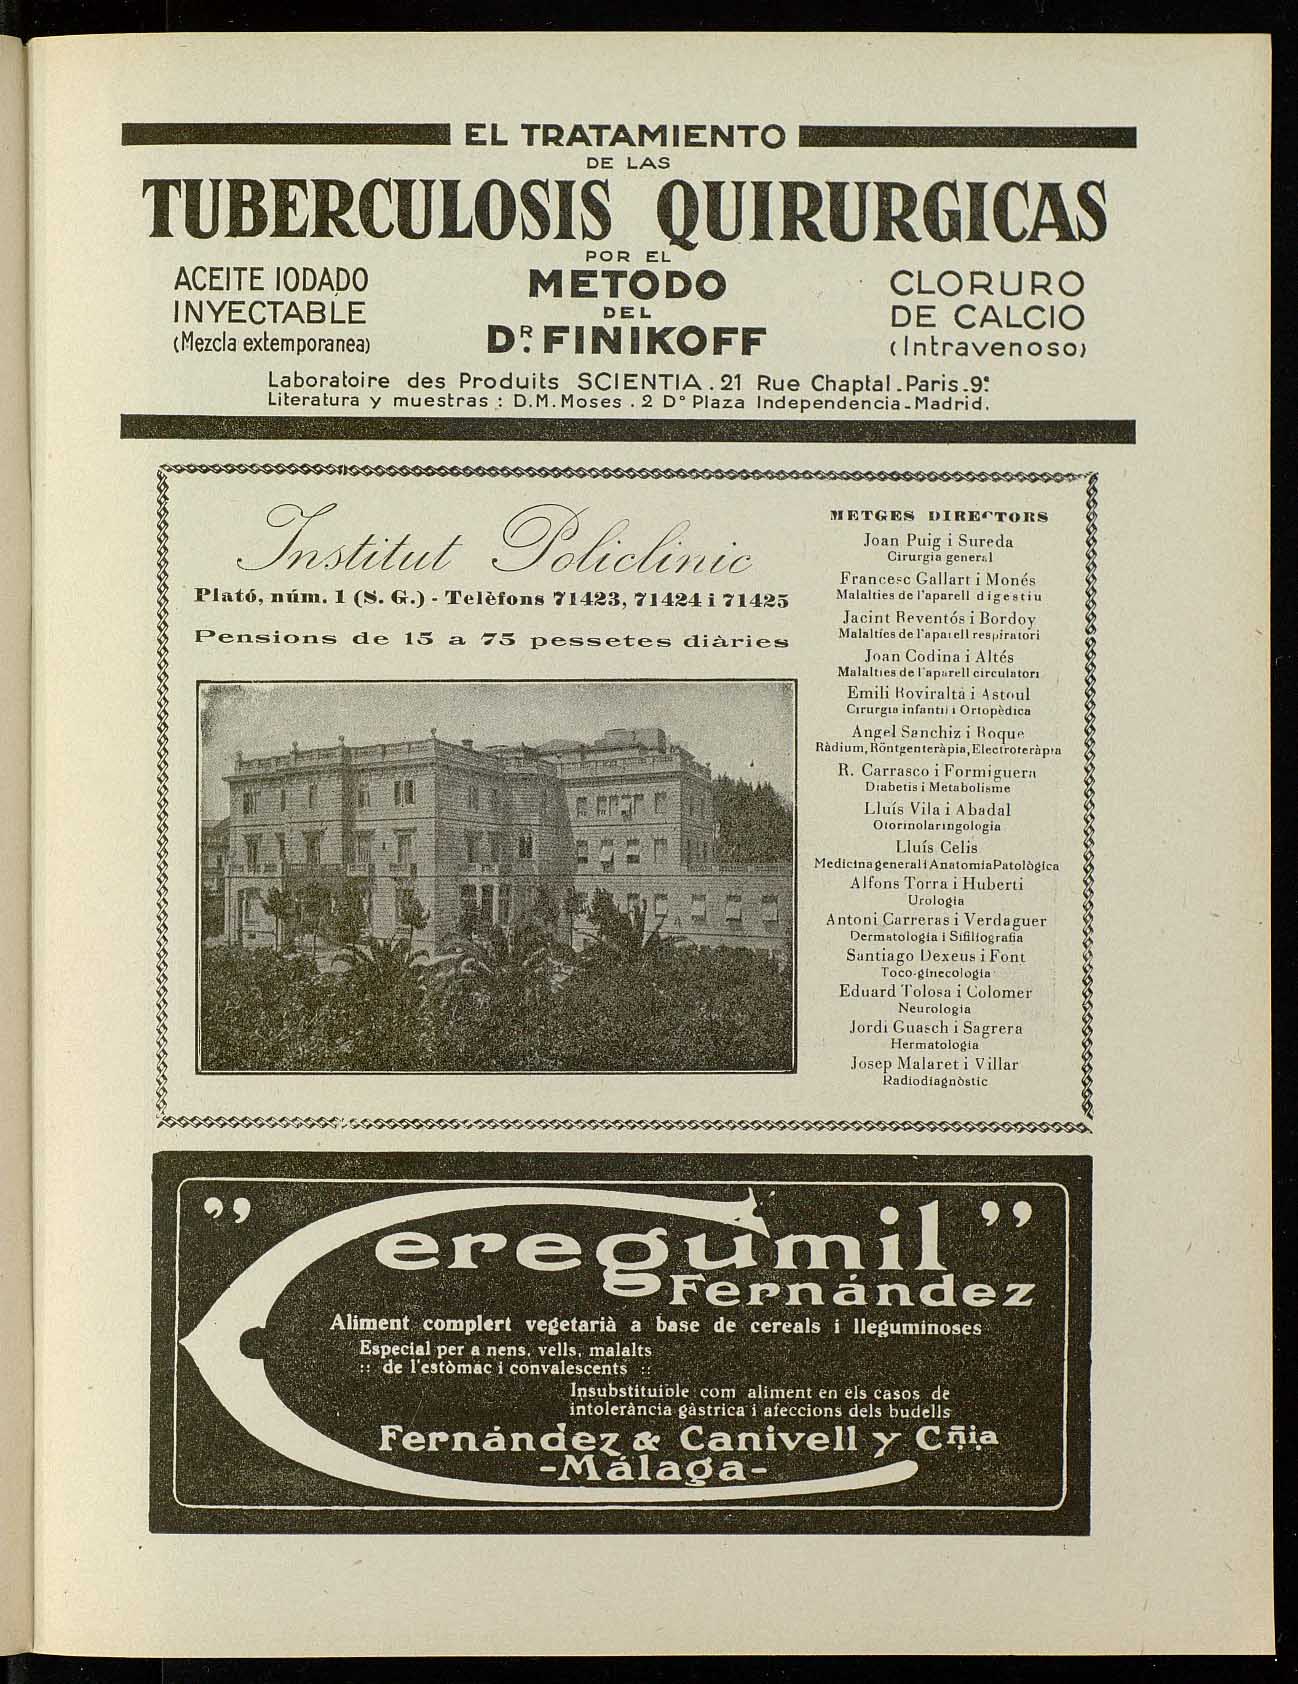 EL TRATAMIENTO
DE LAS
TUBERCULOSIS QUIRURGICAS
POR EL
METODO
DEL
DR. FINIKOFF
ACEITE IODADO
INYECTABLE
(Mezcla extemporanea)
CLORURO
DE CALCIO
(Intravenoso)
Laboratoire des Produits SCIENTIA. 21 Rue Chaptal. Paris. 9e
Literatura y muestras: D.M. Moses. 2 Dº Plaza Independencia-Madrid.
Institut Policlinic
Plató, núm. 1 (S. G.) - Telèfons 71423, 71424 i 71425
Pensions de 15 a 75 pessetes diàries
METGES DIRECTORS
Joan Puig i Sureda
Cirurgia general
Francesc Gallart i Monés
Malalties de l'aparell digestiu
Jacint Reventós i Bordoy
Malalties de l'aparell respiratori
Joan Codina i Altés
Malalties de l'aparell circulatori
Emili Roviralta i Astoul
Cirurgia infantil i Ortopèdica
Angel Sanchiz i Roque
Ràdium, Röntgenteràpia, Electroteràpia
R. Carrasco i Formiguera
Diabetis i Metabolisme
Lluís Vila i Abadal
Otorinolaringologia
Lluís Celis
Medicina general i Anatomia Patològica
Alfons Torra i Huberti
Urologia
Antoni Carreras i Verdaguer
Dermatologia i Sifiliografia
Santiago Dexeus i Font
Toco-ginecologia
Eduard Tolosa i Colomer
Neurologia
Jordi Guasch i Sagrera
Hermatologia
Josep Malaret i Villar
Radiodiagnòstic
"Ceregumil"
Fernández
Aliment complert vegetarià a base de cereals i lleguminoses
Especial per a nens, vells, malalts
:: de l'estòmac i convalescents ::
Insubstituible com aliment en els casos de
intolerància gàstrica i afeccions dels budells
Fernández & Canivell y Cñia
-Málaga-